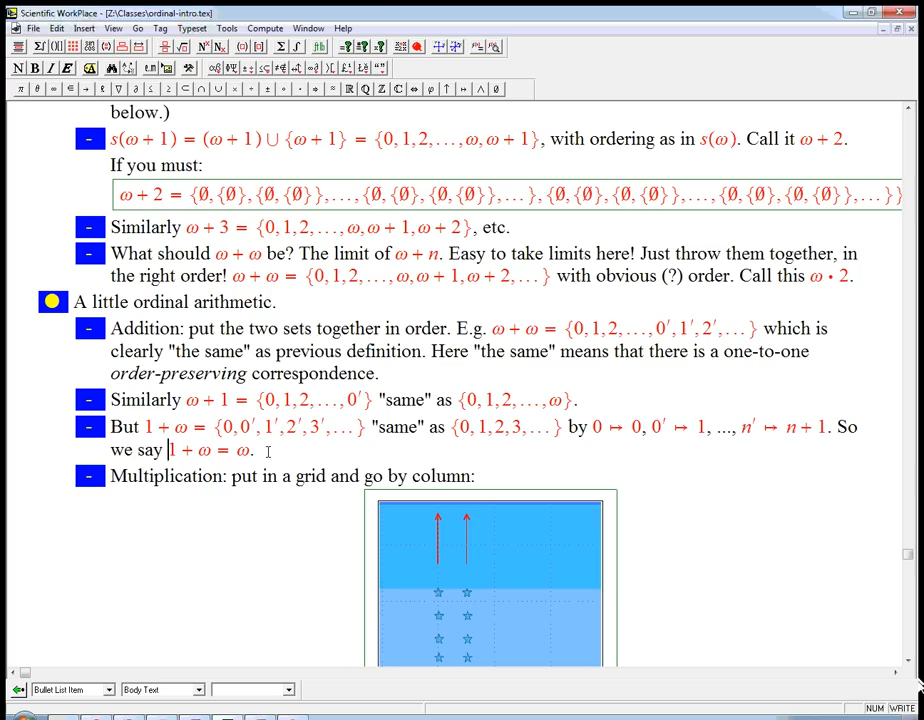 Scientific WorkPlace - [Z:\Classes\ordinal-intro.tex]
File Edit Insert View Go Tag Typeset Tools Compute Window Help
below.)
- s(ω + 1) = (ω + 1) ∪ {ω + 1} = {0, 1, 2, …, ω, ω + 1}, with ordering as in s(ω). Call it ω + 2.
If you must:
ω + 2 = {∅, {∅}, {∅, {∅}}, …, {∅, {∅}, {∅, {∅}}, …}, {∅, {∅}, {∅, {∅}}, …, {∅, {∅}, {∅, {∅}}, …}}
- Similarly ω + 3 = {0, 1, 2, …, ω, ω + 1, ω + 2}, etc.
- What should ω + ω be? The limit of ω + n. Easy to take limits here! Just throw them together, in
the right order! ω + ω = {0, 1, 2, …, ω, ω + 1, ω + 2, …} with obvious (?) order. Call this ω • 2.
A little ordinal arithmetic.
- Addition: put the two sets together in order. E.g. ω + ω = {0, 1, 2, …, 0′, 1′, 2′, …} which is
clearly "the same" as previous definition. Here "the same" means that there is a one-to-one
order-preserving correspondence.
- Similarly ω + 1 = {0, 1, 2, … , 0′} "same" as {0, 1, 2, …, ω}.
- But 1 + ω = {0, 0′, 1′, 2′, 3′, …} "same" as {0, 1, 2, 3, …} by 0 ↦ 0, 0′ ↦ 1, ..., n′ ↦ n + 1. So
we say 1 + ω = ω.
- Multiplication: put in a grid and go by column:
Bullet List Item Body Text
NUM WRITE